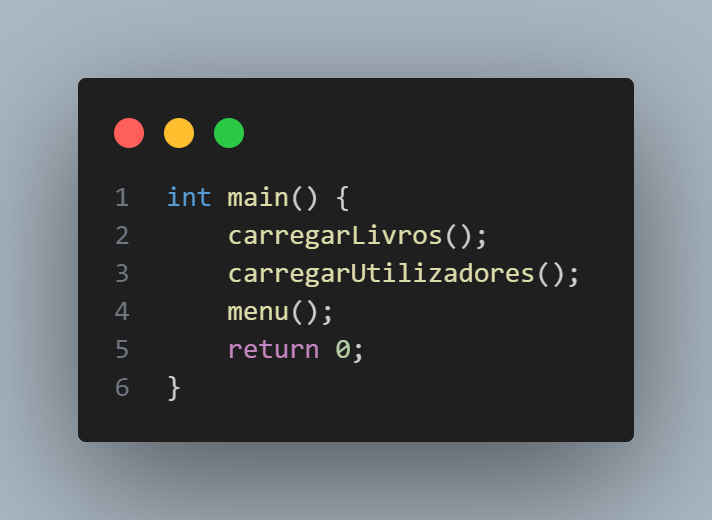 1 int main() {
2     carregarLivros();
3     carregarUtilizadores();
4     menu();
5     return 0;
6 }